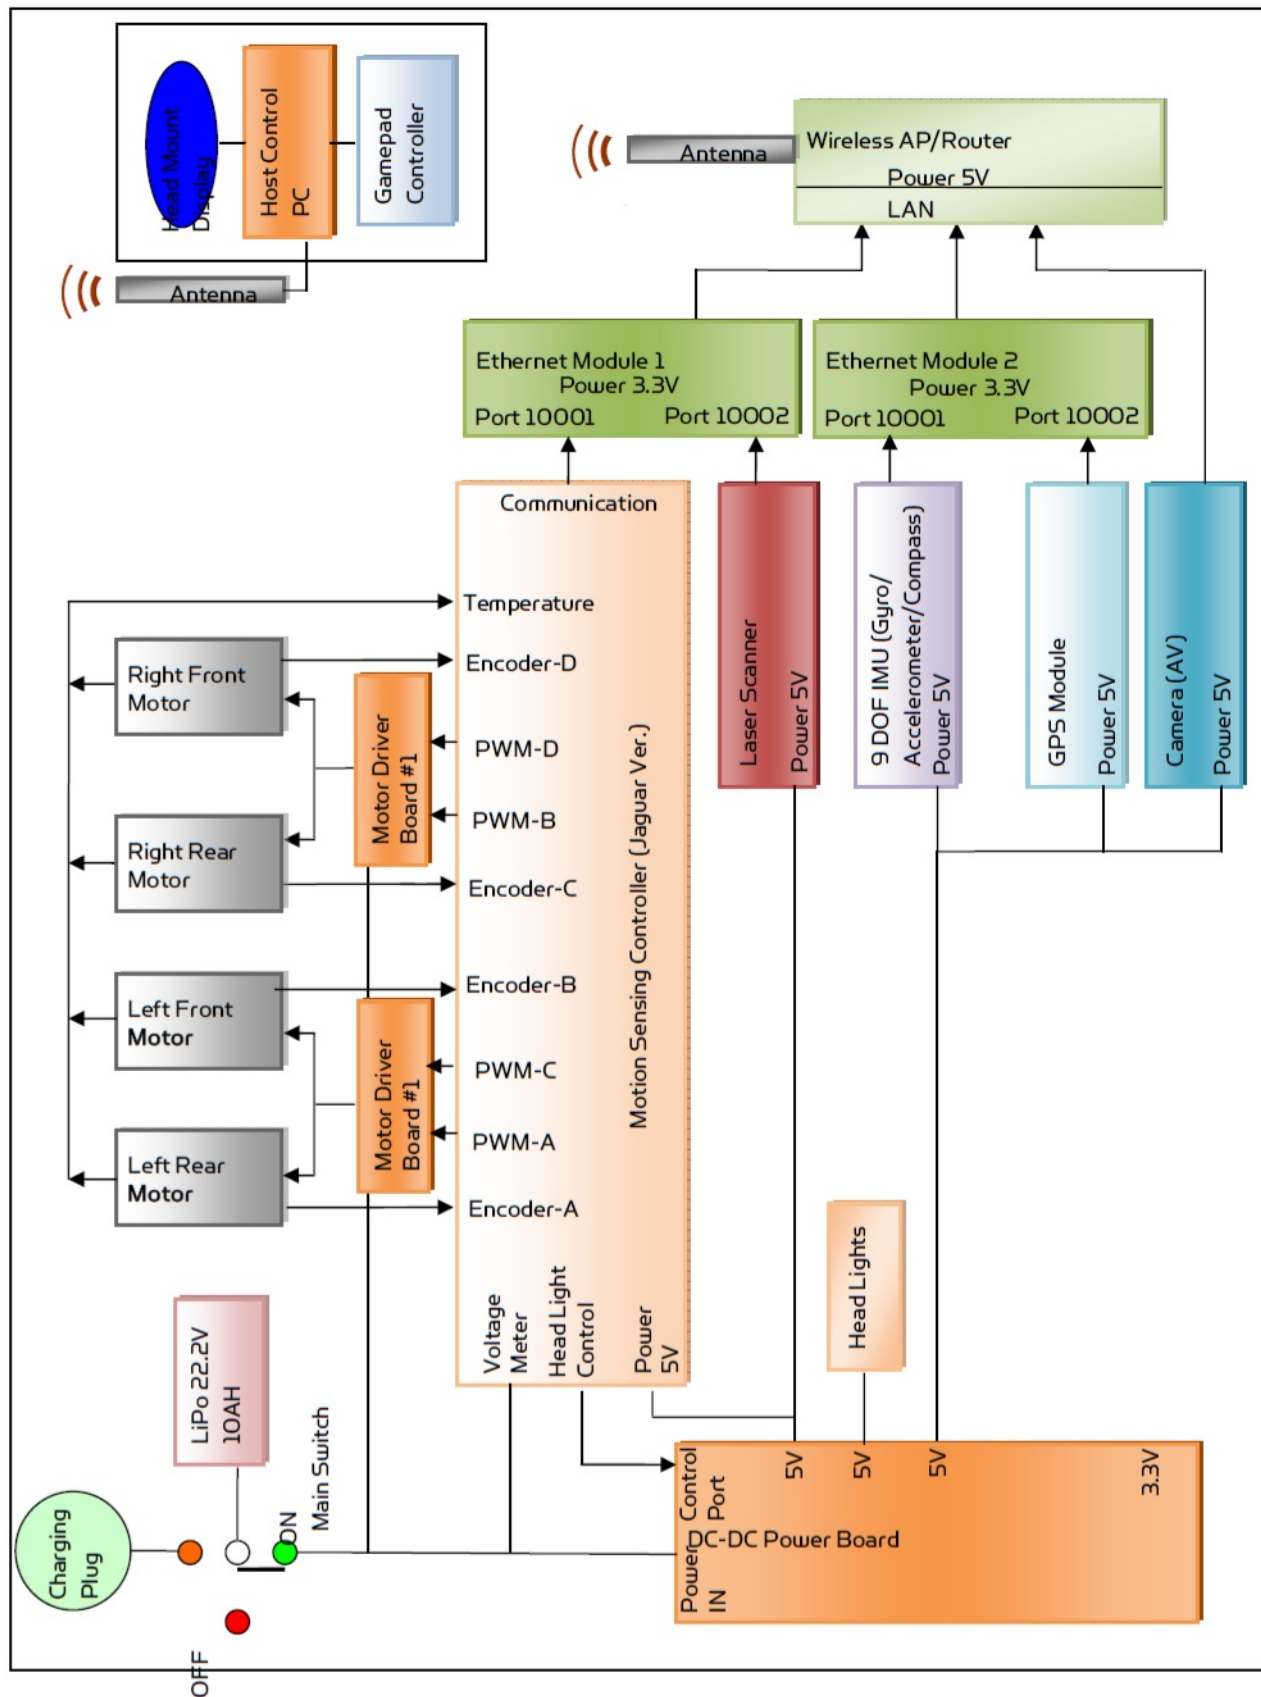 Head Mount
Display
Host Control
PC
Gamepad
Controller
Antenna
Antenna
Wireless AP/Router
Power 5V
LAN
Ethernet Module 1
Power 3.3V
Port 10001
Port 10002
Ethernet Module 2
Power 3.3V
Port 10001
Port 10002
Communication
Temperature
Encoder-D
PWM-D
PWM-B
Encoder-C
Encoder-B
PWM-C
PWM-A
Encoder-A
Motion Sensing Controller (Jaguar Ver.)
Voltage
Meter
Head Light
Control
Power
5V
Right Front
Motor
Right Rear
Motor
Left Front
Motor
Left Rear
Motor
Motor Driver
Board #1
Motor Driver
Board #1
Laser Scanner
Power 5V
9 DOF IMU (Gyro/
Accelerometer/Compass)
Power 5V
GPS Module
Power 5V
Camera (AV)
Power 5V
Head Lights
LiPo 22.2V
10AH
Charging
Plug
ON
Main Switch
OFF
Power
IN
Control
Port
DC-DC Power Board
5V
5V
5V
3.3V